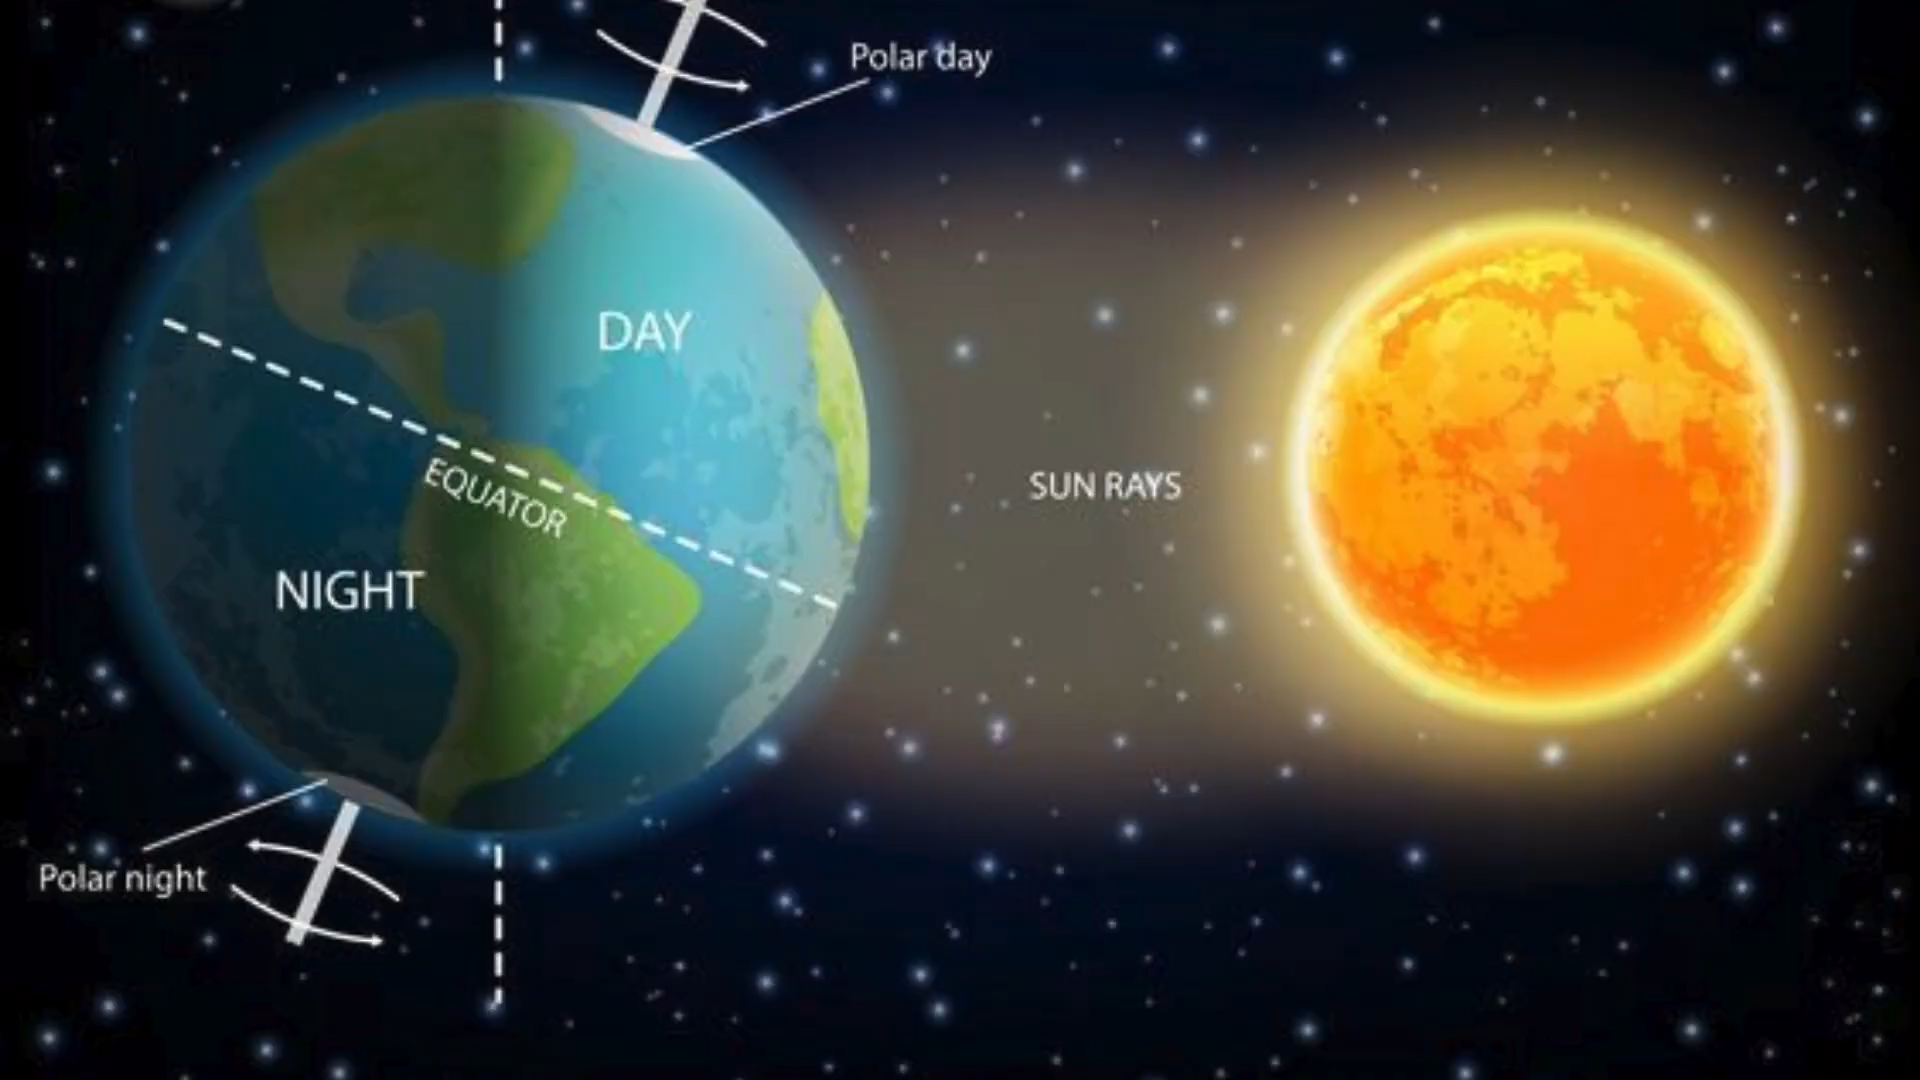 Polar day
DAY
EQUATOR
SUN RAYS
NIGHT
Polar night